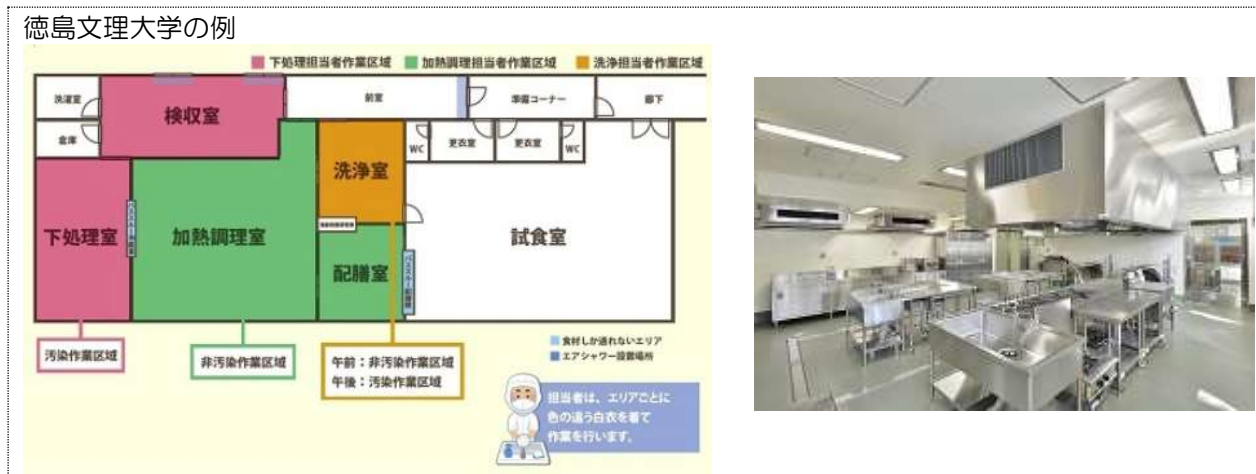 徳島文理大学の例
下処理担当者作業区域 加熱調理担当者作業区域 洗浄担当者作業区域
洗濯室
検収室
前室
準備コーナー
廊下
倉庫
WC
更衣室
更衣室
WC
洗浄室
下処理室
加熱調理室
試食室
配膳室
汚染作業区域
非汚染作業区域
午前：非汚染作業区域
午後：汚染作業区域
食材しか通れないエリア
エアシャワー設置場所
担当者は、エリアごとに
色の違う白衣を着て
作業を行います。